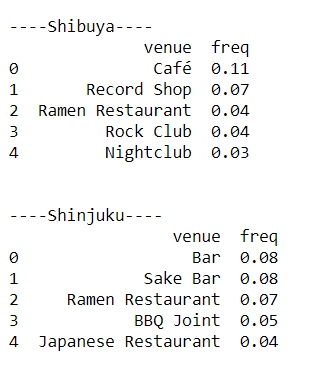 ----Shibuya----
venue freq
0 Café 0.11
1 Record Shop 0.07
2 Ramen Restaurant 0.04
3 Rock Club 0.04
4 Nightclub 0.03
----Shinjuku----
venue freq
0 Bar 0.08
1 Sake Bar 0.08
2 Ramen Restaurant 0.07
3 BBQ Joint 0.05
4 Japanese Restaurant 0.04